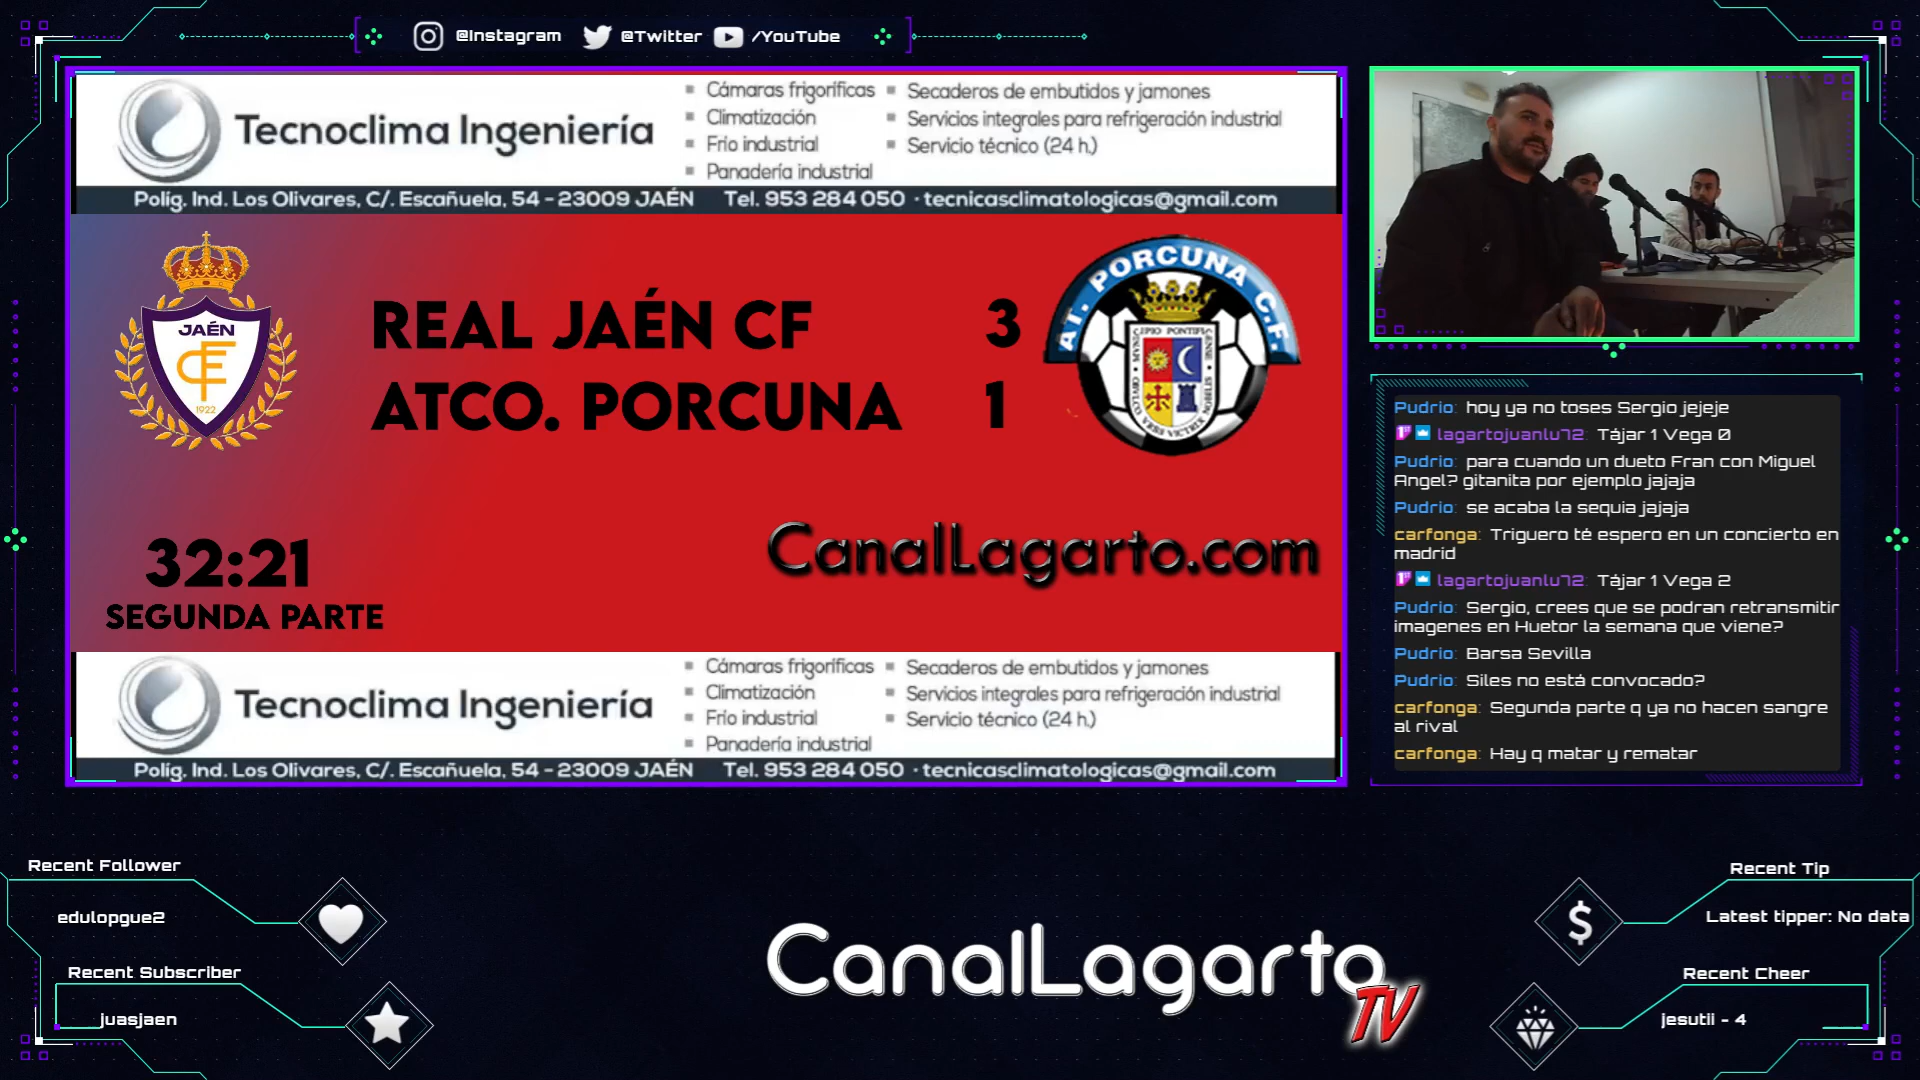 @Instagram @Twitter /YouTube
Tecnoclima Ingeniería
Cámaras frigoríficas
Climatización
Frío industrial
Panadería industrial
Secaderos de embutidos y jamones
Servicios integrales para refrigeración industrial
Servicio técnico (24 h.)
Políg. Ind. Los Olivares, C/. Escañuela, 54 - 23009 JAÉN Tel. 953 284 050 · tecnicasclimatologicas@gmail.com
JAÉN
CF
1922
REAL JAÉN CF 3
ATCO. PORCUNA 1
AT. PORCUNA C.F.
32:21
SEGUNDA PARTE
CanalLagarto.com
Tecnoclima Ingeniería
Cámaras frigoríficas
Climatización
Frío industrial
Panadería industrial
Secaderos de embutidos y jamones
Servicios integrales para refrigeración industrial
Servicio técnico (24 h.)
Políg. Ind. Los Olivares, C/. Escañuela, 54 - 23009 JAÉN Tel. 953 284 050 · tecnicasclimatologicas@gmail.com
Pudrio: hoy ya no toses Sergio jejeje
lagartojuanlu72: Tájar 1 Vega 0
Pudrio: para cuando un dueto Fran con Miguel
Angel? gitanita por ejemplo jajaja
Pudrio: se acaba la sequia jajaja
carfonga: Triguero té espero en un concierto en
madrid
lagartojuanlu72: Tájar 1 Vega 2
Pudrio: Sergio, crees que se podran retransmitir
imagenes en Huetor la semana que viene?
Pudrio: Barsa Sevilla
Pudrio: Siles no está convocado?
carfonga: Segunda parte q ya no hacen sangre
al rival
carfonga: Hay q matar y rematar
Recent Follower
edulopgue2
Recent Subscriber
juasjaen
CanalLagarto
TV
Recent Tip
Latest tipper: No data
Recent Cheer
jesutii - 4